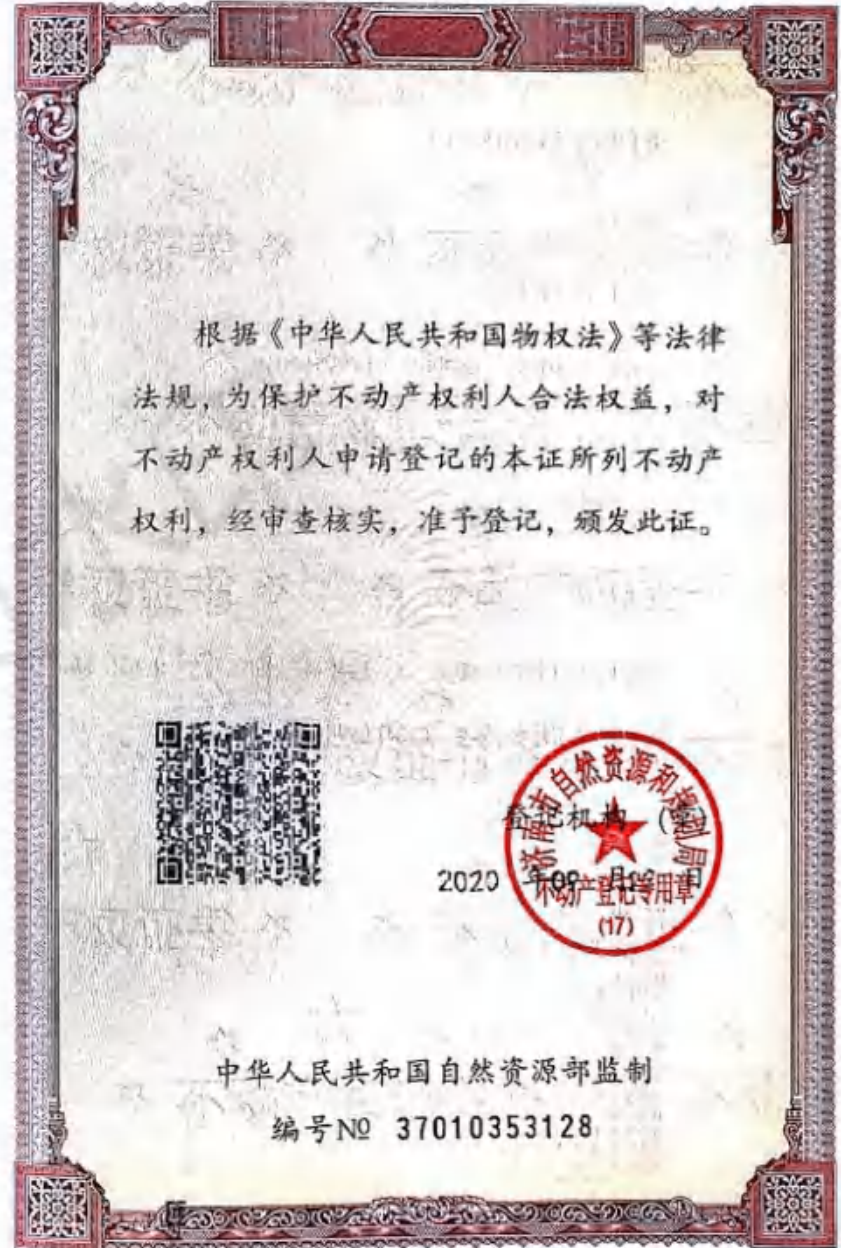 根据《中华人民共和国物权法》等法律
法规，为保护不动产权利人合法权益，对
不动产权利人申请登记的本证所列不动产
权利，经审查核实，准予登记，颁发此证。
济南市自然资源和规划局
登记机构 (章)
2020 年09 月 日
不动产登记专用章
(17)
中华人民共和国自然资源部监制
编号№ 37010353128